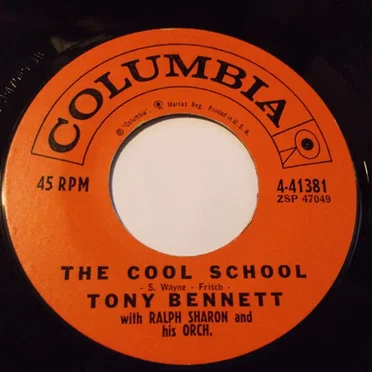 COLUMBIA
® "Columbia" ® Marcas Reg. Printed in U.S.A.
45 RPM
4-41381
ZSP 47049
THE COOL SCHOOL
- S. Wayne - Frisch -
TONY BENNETT
with RALPH SHARON and
his ORCH.